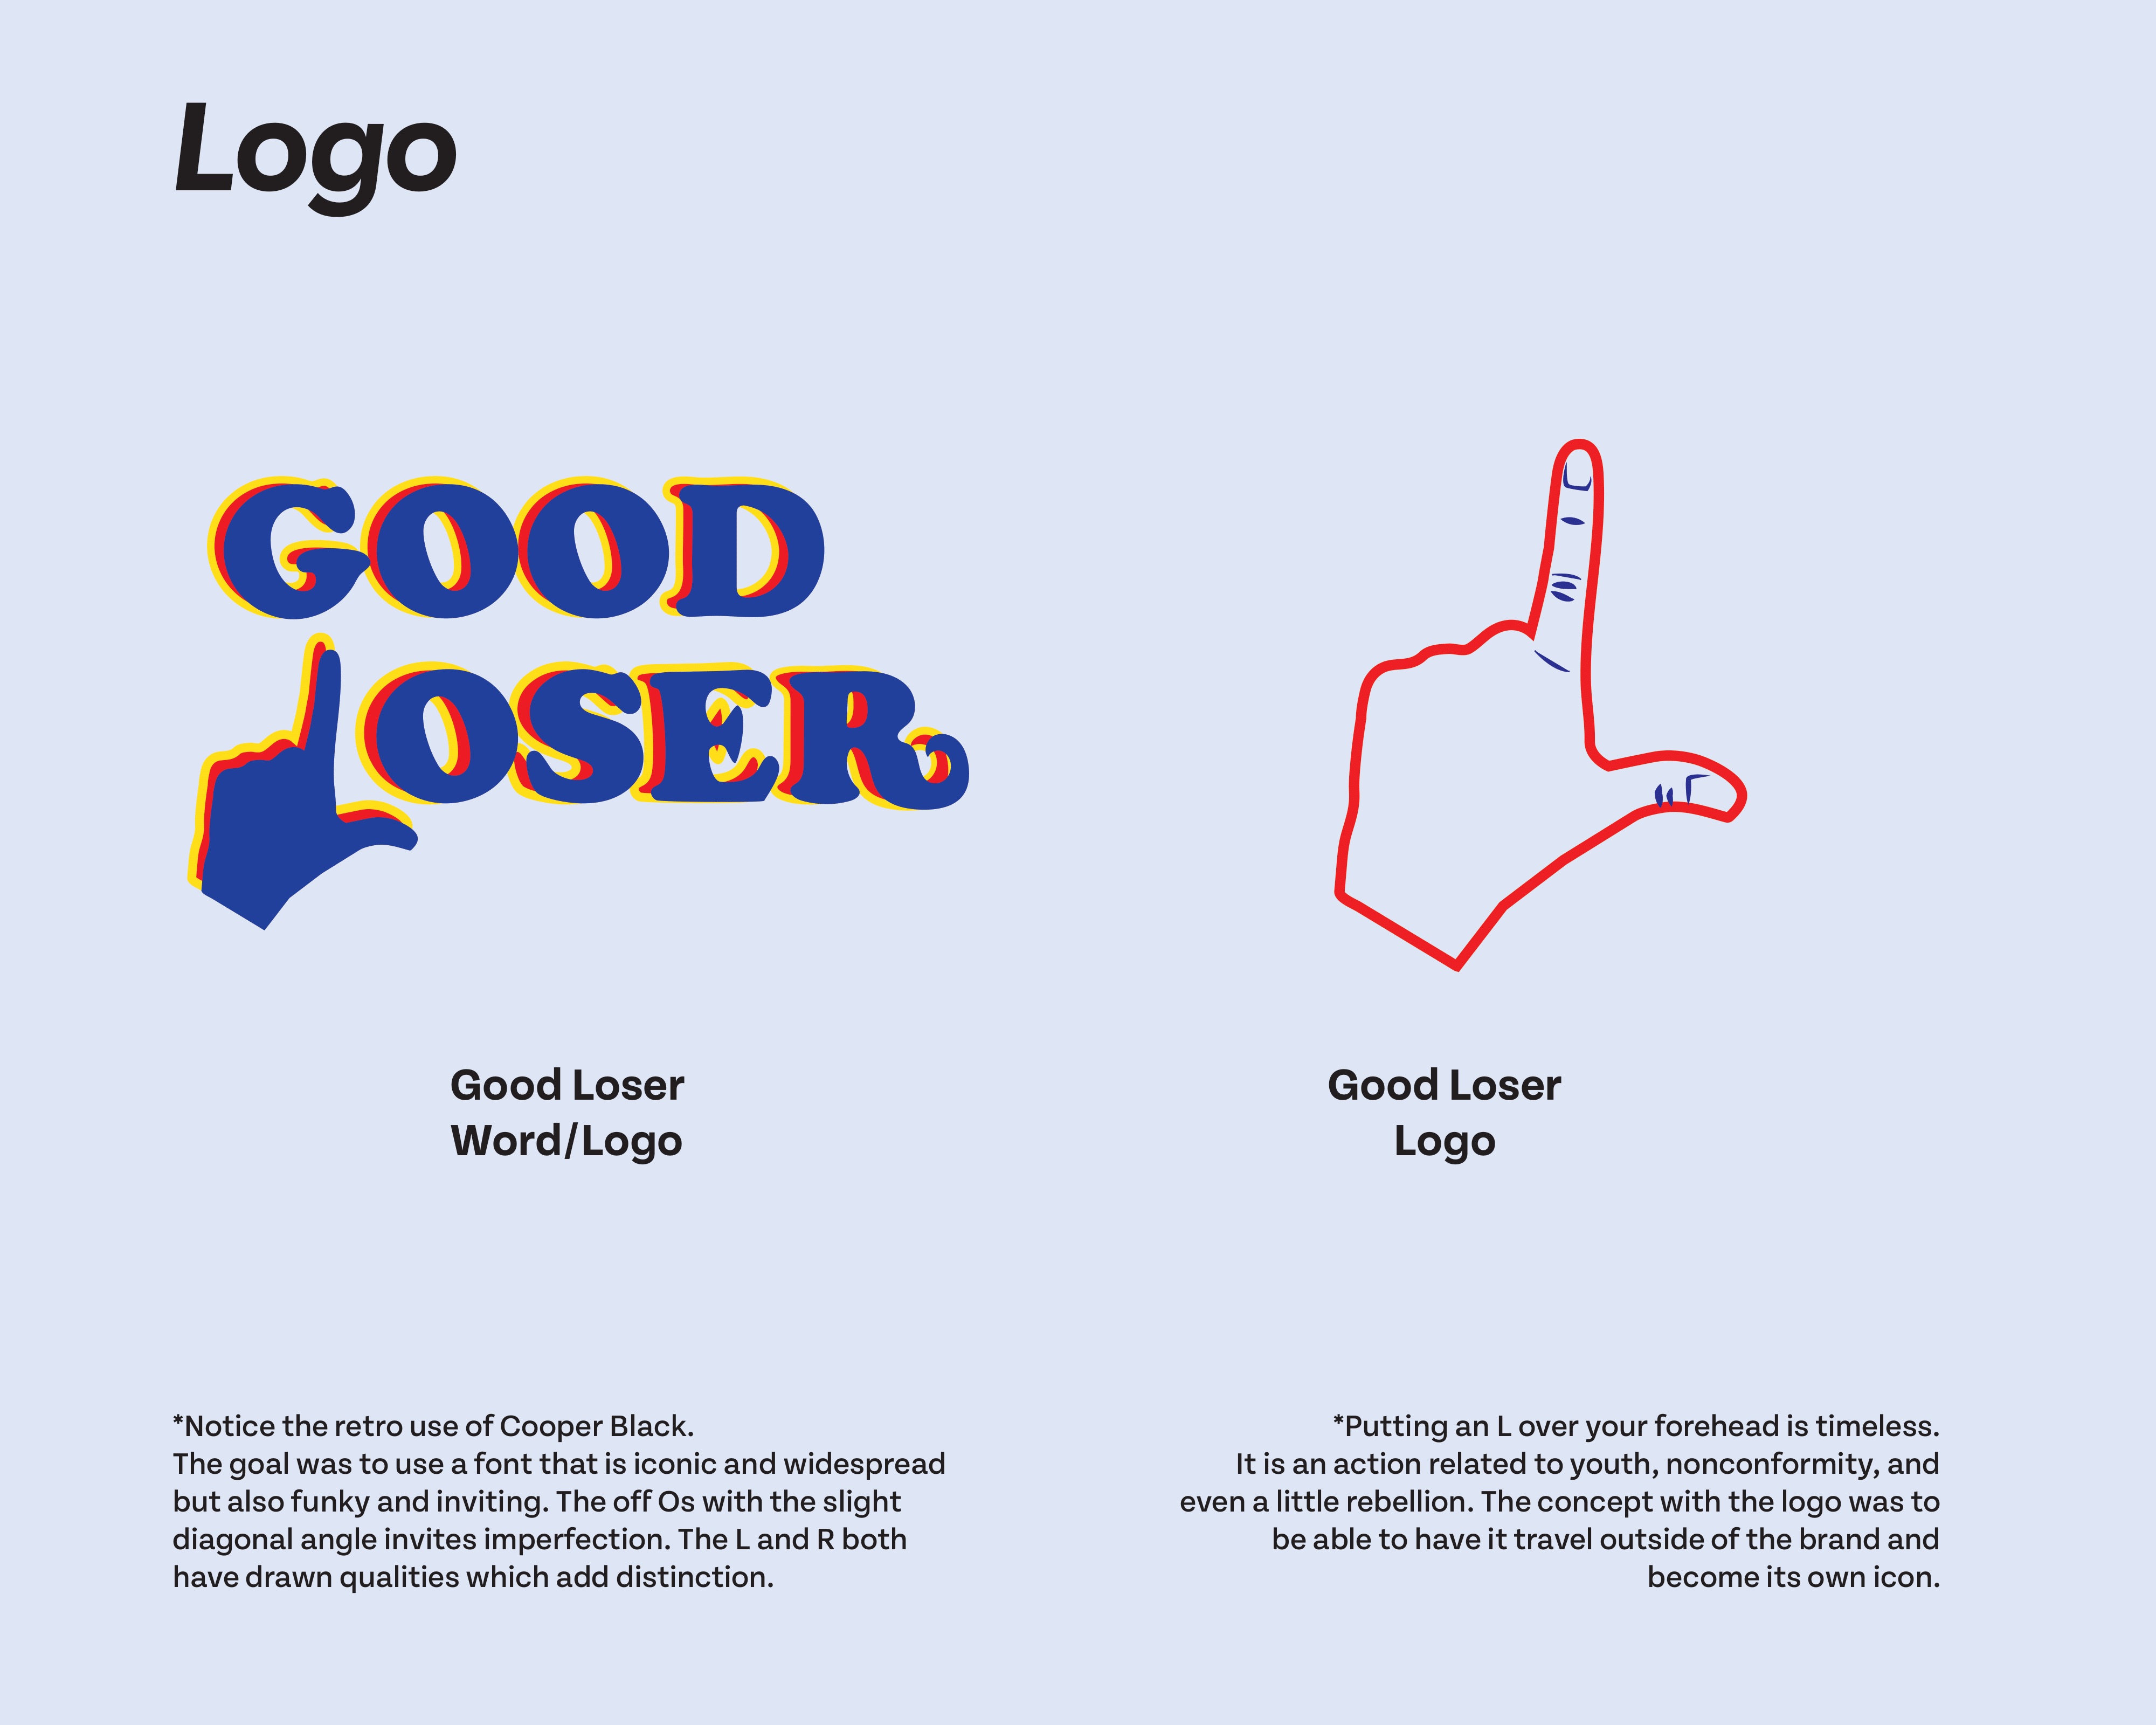 Logo
GOOD
LOSER
Good Loser
Word/Logo
Good Loser
Logo
*Notice the retro use of Cooper Black.
The goal was to use a font that is iconic and widespread
but also funky and inviting. The off Os with the slight
diagonal angle invites imperfection. The L and R both
have drawn qualities which add distinction.
*Putting an L over your forehead is timeless.
It is an action related to youth, nonconformity, and
even a little rebellion. The concept with the logo was to
be able to have it travel outside of the brand and
become its own icon.